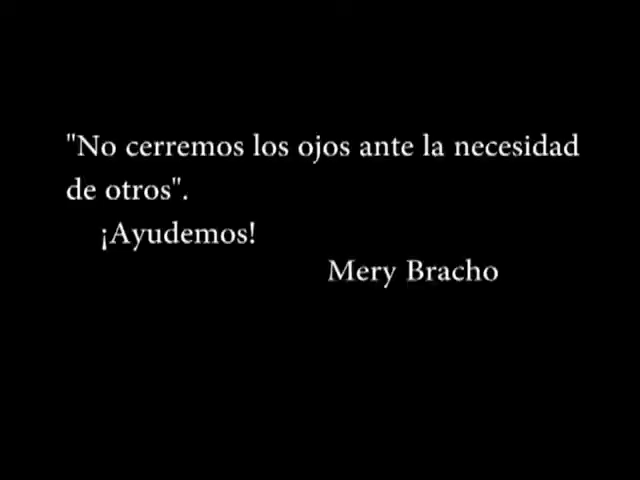 "No cerremos los ojos ante la necesidad
de otros".
¡Ayudemos!
Mery Bracho